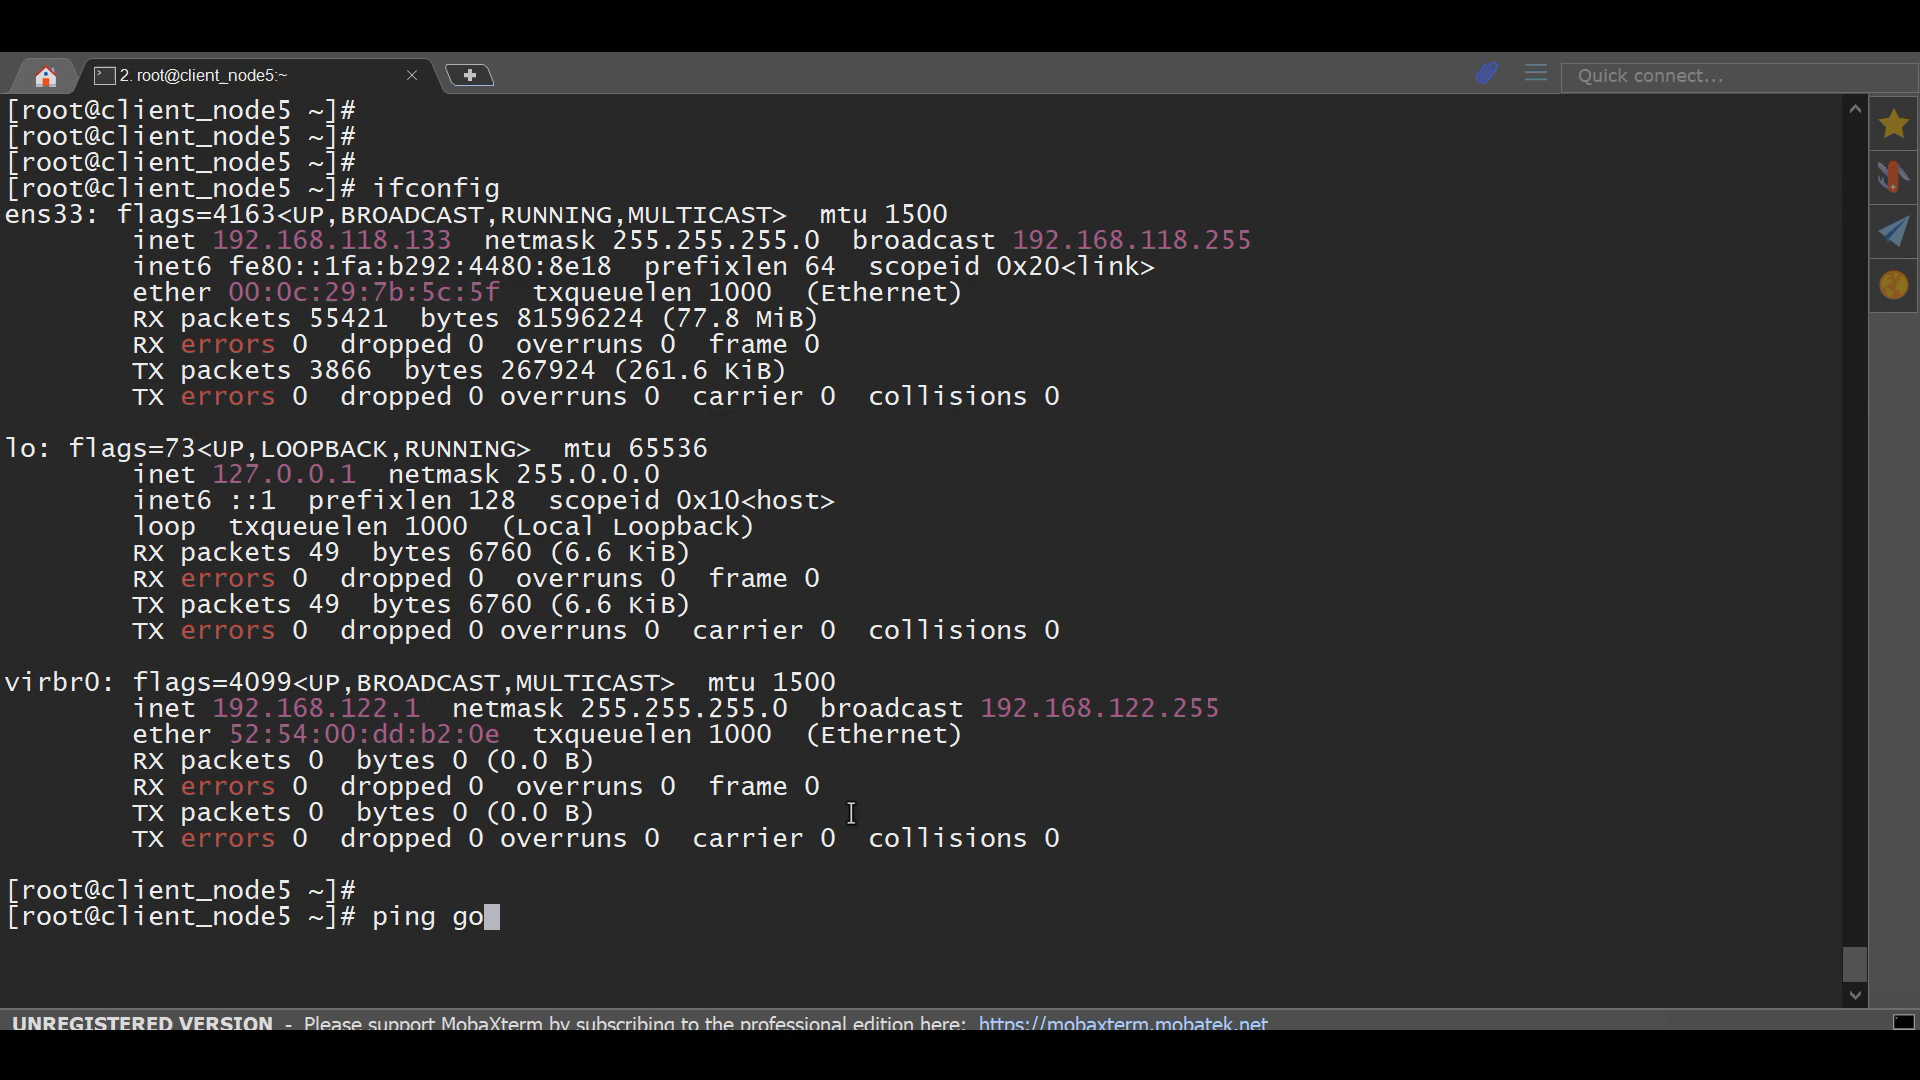 2. root@client_node5:~
Quick connect...
[root@client_node5 ~]#
[root@client_node5 ~]#
[root@client_node5 ~]#
[root@client_node5 ~]# ifconfig
ens33: flags=4163<UP,BROADCAST,RUNNING,MULTICAST>  mtu 1500
        inet 192.168.118.133  netmask 255.255.255.0  broadcast 192.168.118.255
        inet6 fe80::1fa:b292:4480:8e18  prefixlen 64  scopeid 0x20<link>
        ether 00:0c:29:7b:5c:5f  txqueuelen 1000  (Ethernet)
        RX packets 55421  bytes 81596224 (77.8 MiB)
        RX errors 0  dropped 0  overruns 0  frame 0
        TX packets 3866  bytes 267924 (261.6 KiB)
        TX errors 0  dropped 0 overruns 0  carrier 0  collisions 0
lo: flags=73<UP,LOOPBACK,RUNNING>  mtu 65536
        inet 127.0.0.1  netmask 255.0.0.0
        inet6 ::1  prefixlen 128  scopeid 0x10<host>
        loop  txqueuelen 1000  (Local Loopback)
        RX packets 49  bytes 6760 (6.6 KiB)
        RX errors 0  dropped 0  overruns 0  frame 0
        TX packets 49  bytes 6760 (6.6 KiB)
        TX errors 0  dropped 0 overruns 0  carrier 0  collisions 0
virbr0: flags=4099<UP,BROADCAST,MULTICAST>  mtu 1500
        inet 192.168.122.1  netmask 255.255.255.0  broadcast 192.168.122.255
        ether 52:54:00:dd:b2:0e  txqueuelen 1000  (Ethernet)
        RX packets 0  bytes 0 (0.0 B)
        RX errors 0  dropped 0  overruns 0  frame 0
        TX packets 0  bytes 0 (0.0 B)
        TX errors 0  dropped 0 overruns 0  carrier 0  collisions 0
[root@client_node5 ~]#
[root@client_node5 ~]# ping go
UNREGISTERED VERSION - Please support MobaXterm by subscribing to the professional edition here: https://mobaxterm.mobatek.net